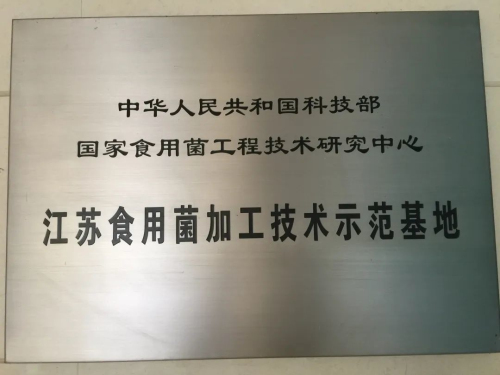 中华人民共和国科技部
国家食用菌工程技术研究中心
江苏食用菌加工技术示范基地